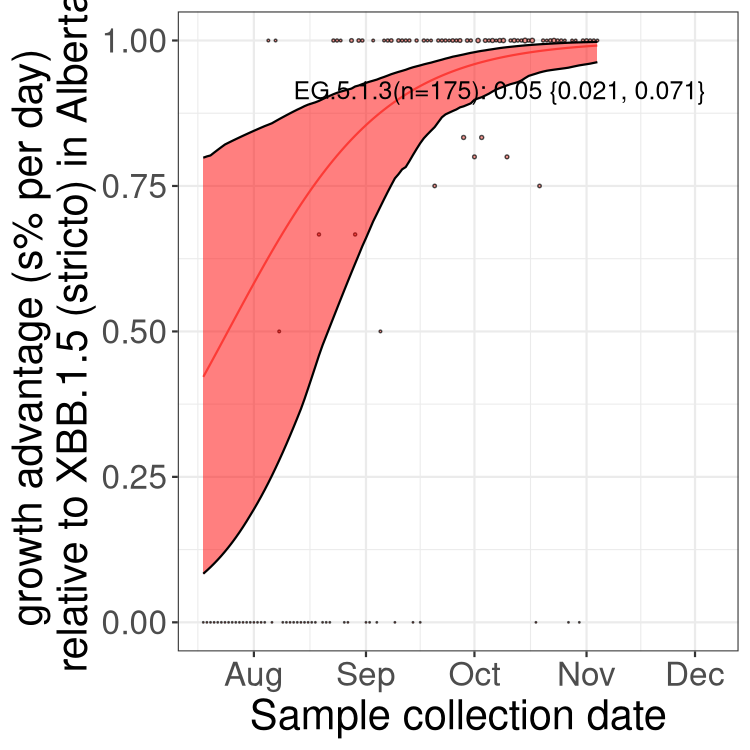 growth advantage (s% per day)
relative to XBB.1.5 (stricto) in Alberta
1.00
0.75
0.50
0.25
0.00
EG.5.1.3(n=175): 0.05 {0.021, 0.071}
Aug Sep Oct Nov Dec
Sample collection date